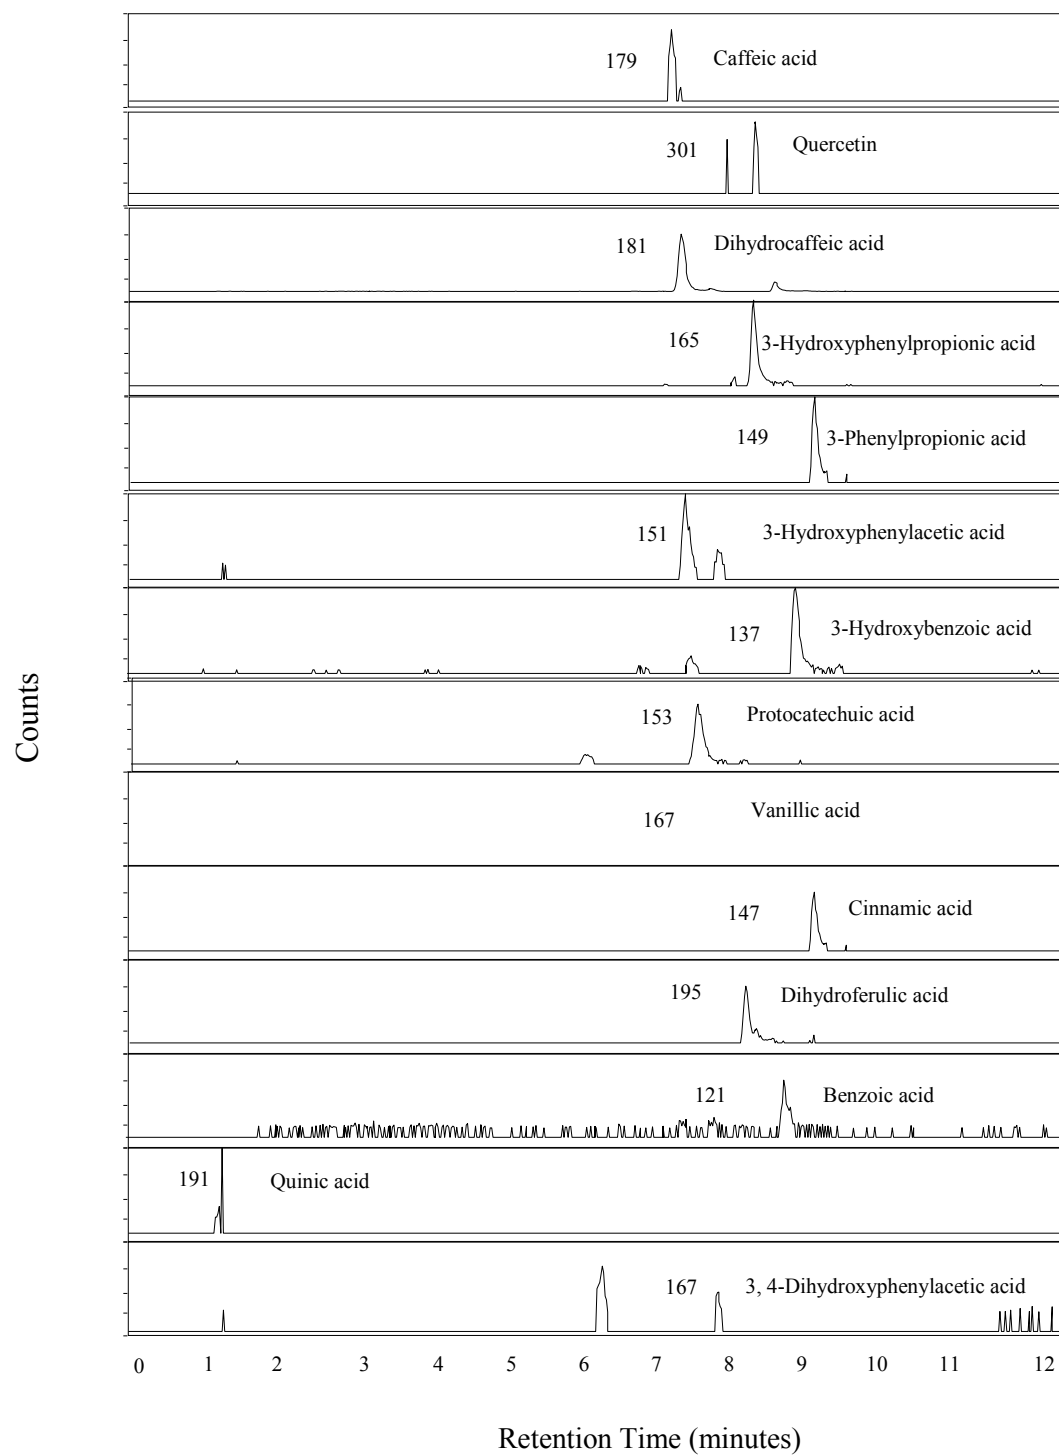 179 Caffeic acid
301 Quercetin
181 Dihydrocaffeic acid
165 3-Hydroxyphenylpropionic acid
149 3-Phenylpropionic acid
151 3-Hydroxyphenylacetic acid
137 3-Hydroxybenzoic acid
153 Protocatechuic acid
167 Vanillic acid
147 Cinnamic acid
195 Dihydroferulic acid
121 Benzoic acid
191 Quinic acid
167 3, 4-Dihydroxyphenylacetic acid
Counts
0 1 2 3 4 5 6 7 8 9 10 11 12
Retention Time (minutes)